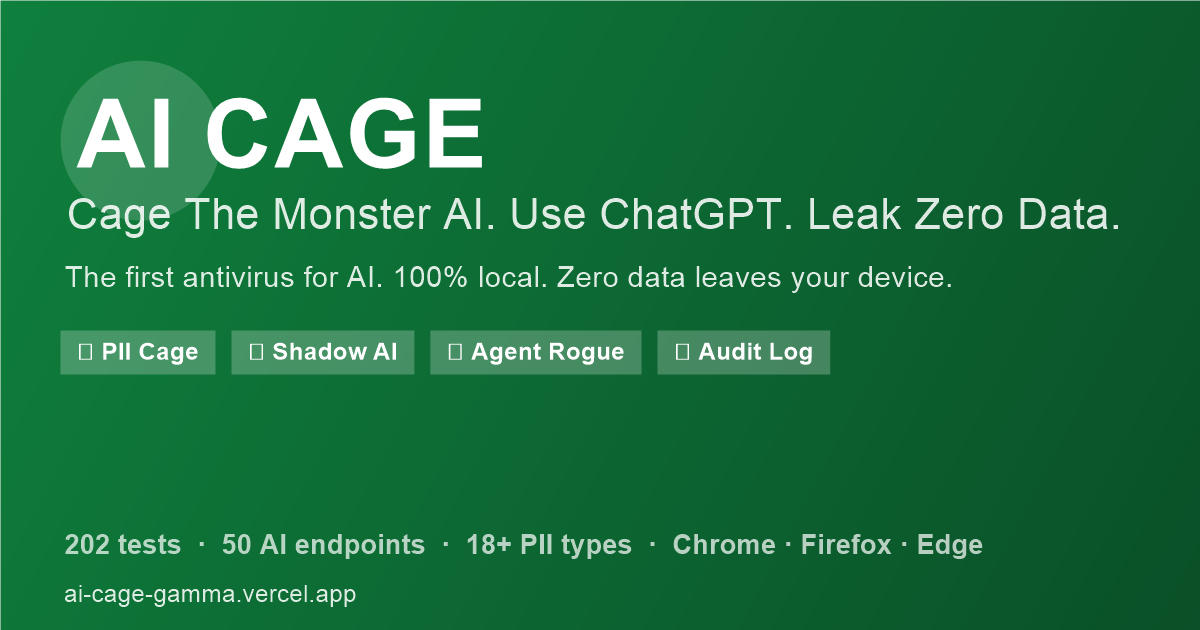 AI CAGE
Cage The Monster AI. Use ChatGPT. Leak Zero Data.
The first antivirus for AI. 100% local. Zero data leaves your device.
▯ PII Cage ▯ Shadow AI ▯ Agent Rogue ▯ Audit Log
202 tests · 50 AI endpoints · 18+ PII types · Chrome · Firefox · Edge
ai-cage-gamma.vercel.app